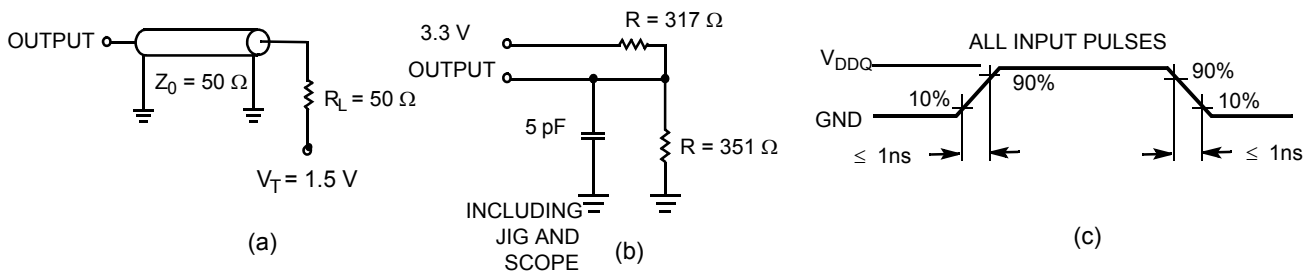 OUTPUT
Z0 = 50 Ω
RL = 50 Ω
VT = 1.5 V
(a)
R = 317 Ω
3.3 V
OUTPUT
5 pF
R = 351 Ω
INCLUDING
JIG AND
SCOPE
(b)
ALL INPUT PULSES
VDDQ
90%
10%
90%
10%
GND
≤ 1ns
≤ 1ns
(c)